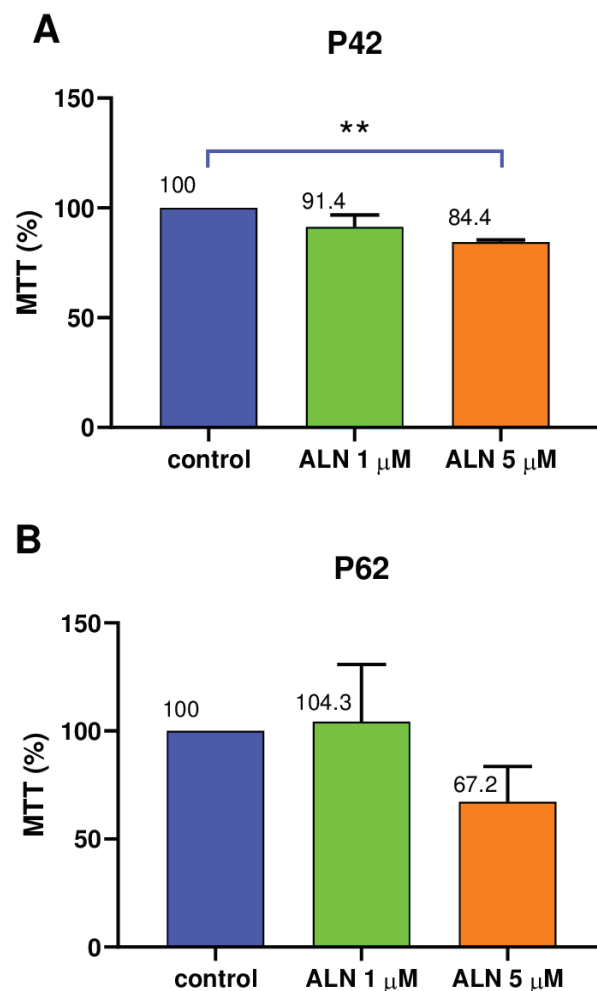 A
P42
150
**
100
91.4
84.4
100
MTT (%)
50
0
control ALN 1 μM ALN 5 μM
B
P62
150
104.3
100
67.2
100
MTT (%)
50
0
control ALN 1 μM ALN 5 μM